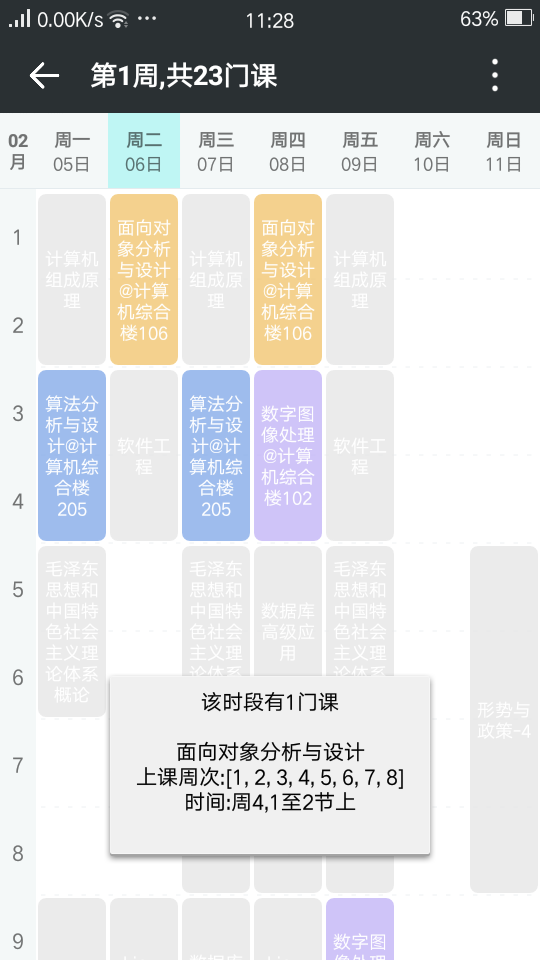 0.00K/s
11:28
63%
第1周,共23门课
02
月
周一
05日
周二
06日
周三
07日
周四
08日
周五
09日
周六
10日
周日
11日
1
2
3
4
5
6
7
8
9
计算机
组成原
理
面向对
象分析
与设计
@计算
机综合
楼106
计算机
组成原
理
面向对
象分析
与设计
@计算
机综合
楼106
计算机
组成原
理
算法分
析与设
计@计
算机综
合楼
205
软件工
程
算法分
析与设
计@计
算机综
合楼
205
数字图
像处理
@计算
机综合
楼102
软件工
程
毛泽东
思想和
中国特
色社会
主义理
论体系
概论
毛泽东
思想和
中国特
色社会
主义理
论体系
数据库
高级应
用
毛泽东
思想和
中国特
色社会
主义理
论体系
形势与
政策-4
该时段有1门课
面向对象分析与设计
上课周次:[1, 2, 3, 4, 5, 6, 7, 8]
时间:周4,1至2节上
数据库
数字图
像处理